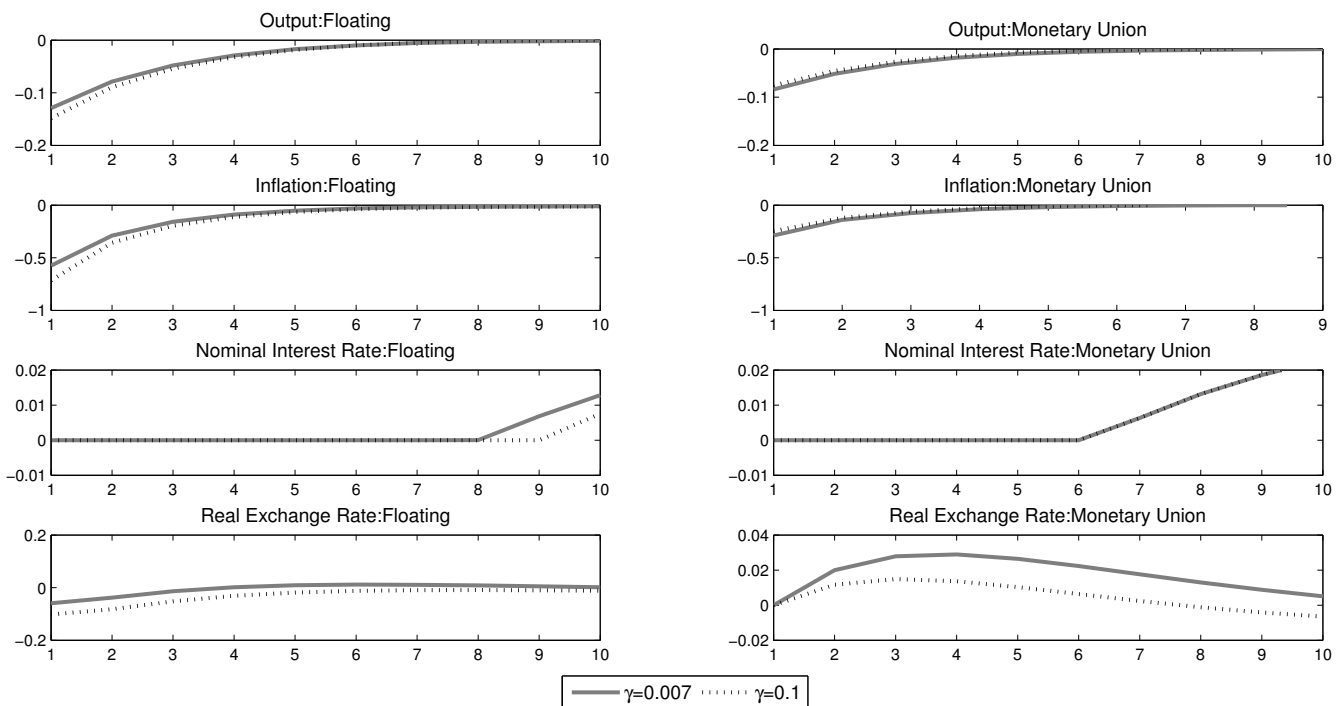 Output:Floating
0
−0.1
−0.2
1 2 3 4 5 6 7 8 9 10
Output:Monetary Union
0
−0.1
−0.2
1 2 3 4 5 6 7 8 9 10
Inflation:Floating
0
−0.5
−1
1 2 3 4 5 6 7 8 9 10
Inflation:Monetary Union
0
−0.5
−1
1 2 3 4 5 6 7 8 9
Nominal Interest Rate:Floating
0.02
0.01
0
−0.01
1 2 3 4 5 6 7 8 9 10
Nominal Interest Rate:Monetary Union
0.02
0.01
0
−0.01
1 2 3 4 5 6 7 8 9 10
Real Exchange Rate:Floating
0.2
0
−0.2
1 2 3 4 5 6 7 8 9 10
Real Exchange Rate:Monetary Union
0.04
0.02
0
−0.02
1 2 3 4 5 6 7 8 9 10
γ=0.007 γ=0.1